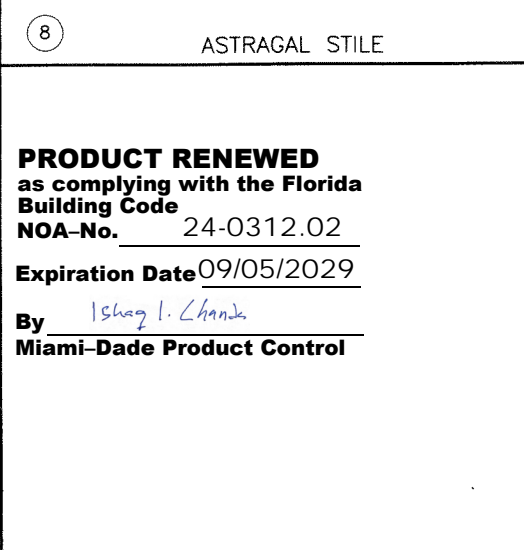 8
ASTRAGAL STILE
PRODUCT RENEWED
as complying with the Florida
Building Code
NOA–No. 24-0312.02
Expiration Date 09/05/2029
By Ishaq I. Chanda
Miami–Dade Product Control